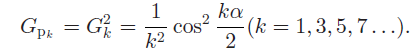 G_{p_k} = G_k^2 = \frac{1}{k^2} \cos^2 \frac{k\alpha}{2} (k = 1, 3, 5, 7 \ldots).